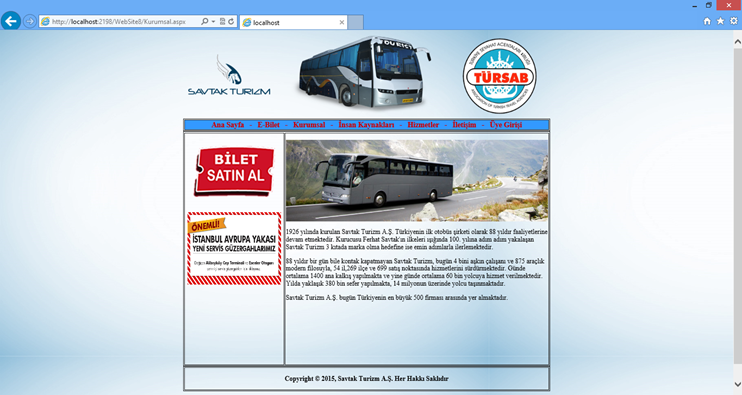 http://localhost:2198/WebSite8/Kurumsal.aspx
localhost
SAVTAK TURIZM
TÜRSAB
Ana Sayfa - E-Bilet - Kurumsal - İnsan Kaynakları - Hizmetler - İletişim - Üye Girişi
BİLET
SATIN AL
ÖNEMLİ!
İSTANBUL AVRUPA YAKASI
YENİ SERVİS GÜZERGAHLARIMIZ
1926 yılında kurulan Savtak Turizm A.Ş. Türkiyenin ilk otobüs şirketi olarak 88 yıldır faaliyetlerine
devam etmektedir. Kurucusu Ferhat Savtak'ın ilkeleri ışığında 100. yılına adım adım yakalaşan
Savtak Turizm 3 kıtada marka olma hedefine ise emin adımlarla ilerlemektedir.
88 yıldır bir gün bile kontak kapatmayan Savtak Turizm, bugün 4 bini aşkın çalışanı ve 875 araçlık
modern filosuyla, 54 il,269 ilçe ve 699 satış noktasında hizmetlerini sürdürmektedir. Günde
ortalama 1400 ana kalkış yapılmakta ve yine günde ortalama 60 bin yolcuya hizmet verilmektedir.
Yılda yaklaşık 380 bin sefer yapılmakta, 14 milyonun üzerinde yolcu taşınmaktadır.
Savtak Turizm A.Ş. bugün Türkiyenin en büyük 500 firması arasında yer almaktadır.
Copyright © 2015, Savtak Turizm A.Ş. Her Hakkı Saklıdır